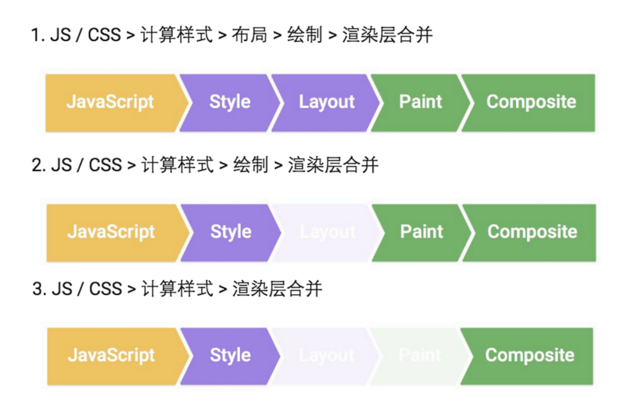 1. JS / CSS > 计算样式 > 布局 > 绘制 > 渲染层合并
JavaScript Style Layout Paint Composite
2. JS / CSS > 计算样式 > 绘制 > 渲染层合并
JavaScript Style Layout Paint Composite
3. JS / CSS > 计算样式 > 渲染层合并
JavaScript Style Layout Paint Composite